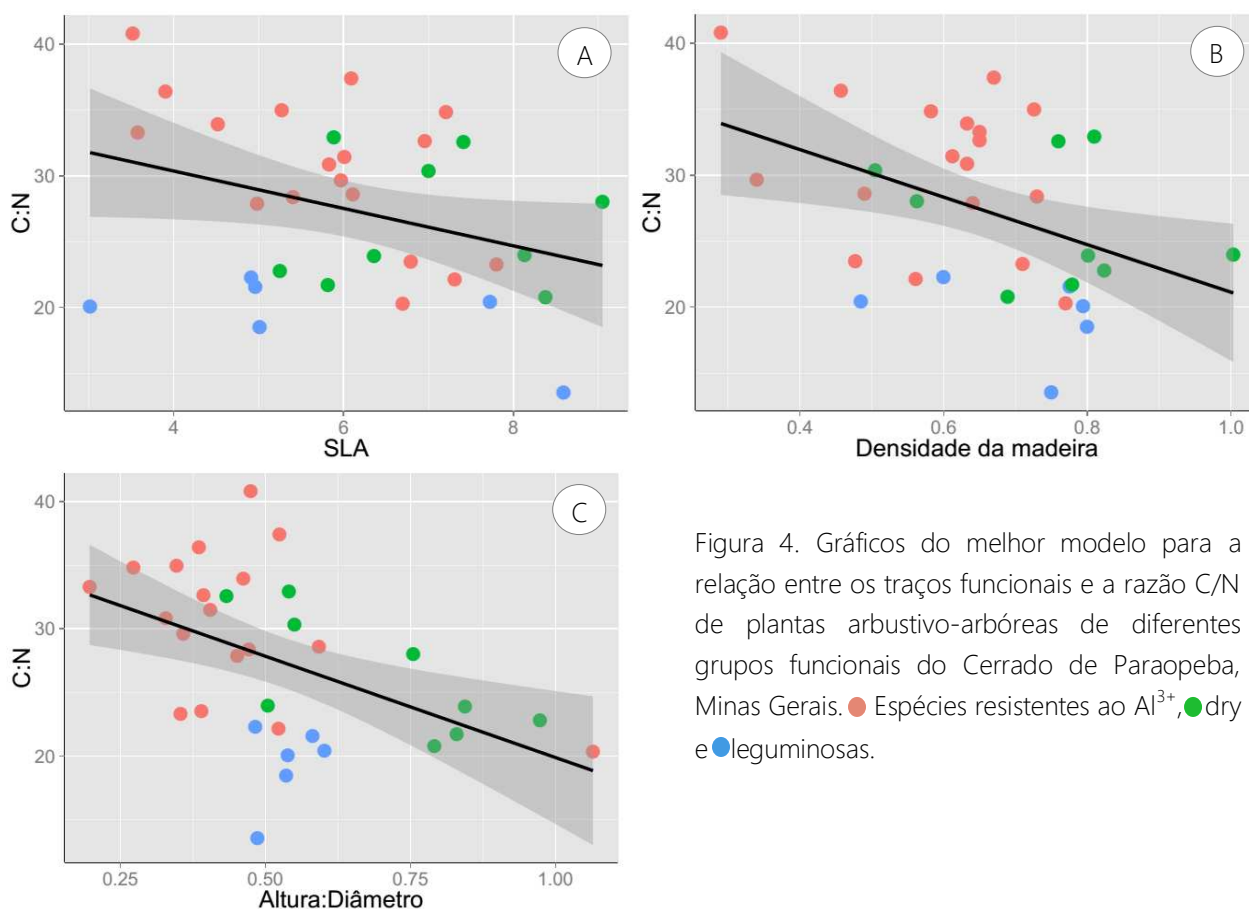 A
40
30
20
C:N
4
6
8
SLA
B
40
30
20
C:N
0.4
0.6
0.8
1.0
Densidade da madeira
C
40
30
20
C:N
0.25
0.50
0.75
1.00
Altura:Diâmetro
Figura 4. Gráficos do melhor modelo para a
relação entre os traços funcionais e a razão C/N
de plantas arbustivo-arbóreas de diferentes
grupos funcionais do Cerrado de Paraopeba,
Minas Gerais. Espécies resistentes ao Al³⁺, dry
e leguminosas.